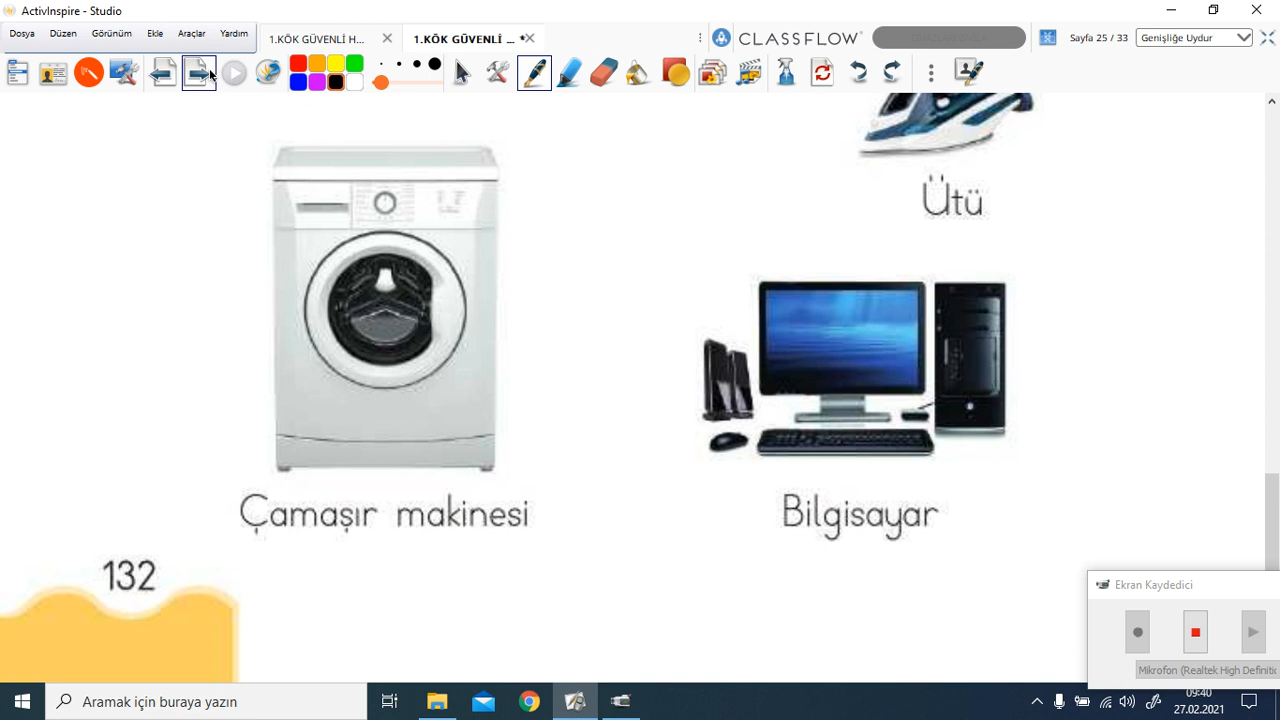 ActivInspire - Studio
Dosya Düzen Görünüm Ekle Araçlar Yardım
1.KÖK GÜVENLİ H...
1.KÖK GÜVENLİ ... *
CLASSFLOW
Sayfa 25 / 33
Genişliğe Uydur
Ütü
Çamaşır makinesi
Bilgisayar
132
Ekran Kaydedici
Mikrofon (Realtek High Definitic
Aramak için buraya yazın
09:40
27.02.2021